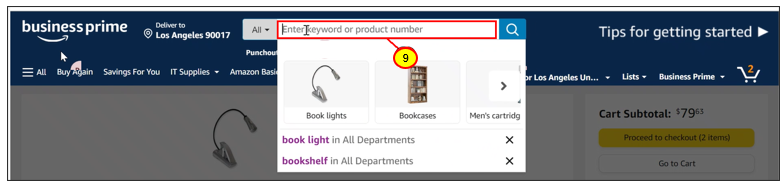 business prime
Deliver to
Los Angeles 90017
All
Enter keyword or product number
Tips for getting started
9
Punchout
All
Buy Again
Savings For You
IT Supplies
Amazon Basi
or Los Angeles Un...
Lists
Business Prime
2
Book lights
Bookcases
Men's cartridg
Cart Subtotal: $7963
Proceed to checkout (2 items)
Go to Cart
book light in All Departments
bookshelf in All Departments